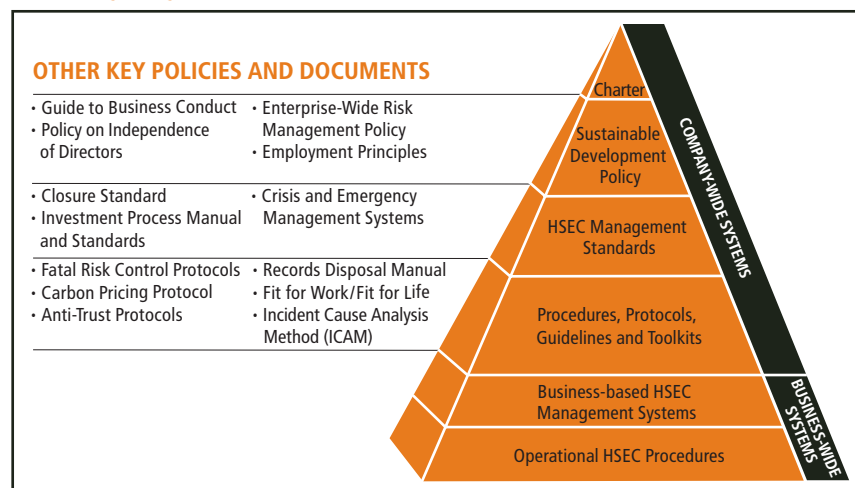 OTHER KEY POLICIES AND DOCUMENTS
· Guide to Business Conduct
· Policy on Independence
of Directors
· Enterprise-Wide Risk
Management Policy
· Employment Principles
· Closure Standard
· Investment Process Manual
and Standards
· Crisis and Emergency
Management Systems
· Fatal Risk Control Protocols
· Carbon Pricing Protocol
· Anti-Trust Protocols
· Records Disposal Manual
· Fit for Work/Fit for Life
· Incident Cause Analysis
Method (ICAM)
Charter
Sustainable
Development
Policy
HSEC Management
Standards
Procedures, Protocols,
Guidelines and Toolkits
Business-based HSEC
Management Systems
Operational HSEC Procedures
COMPANY-WIDE SYSTEMS
BUSINESS-WIDE
SYSTEMS